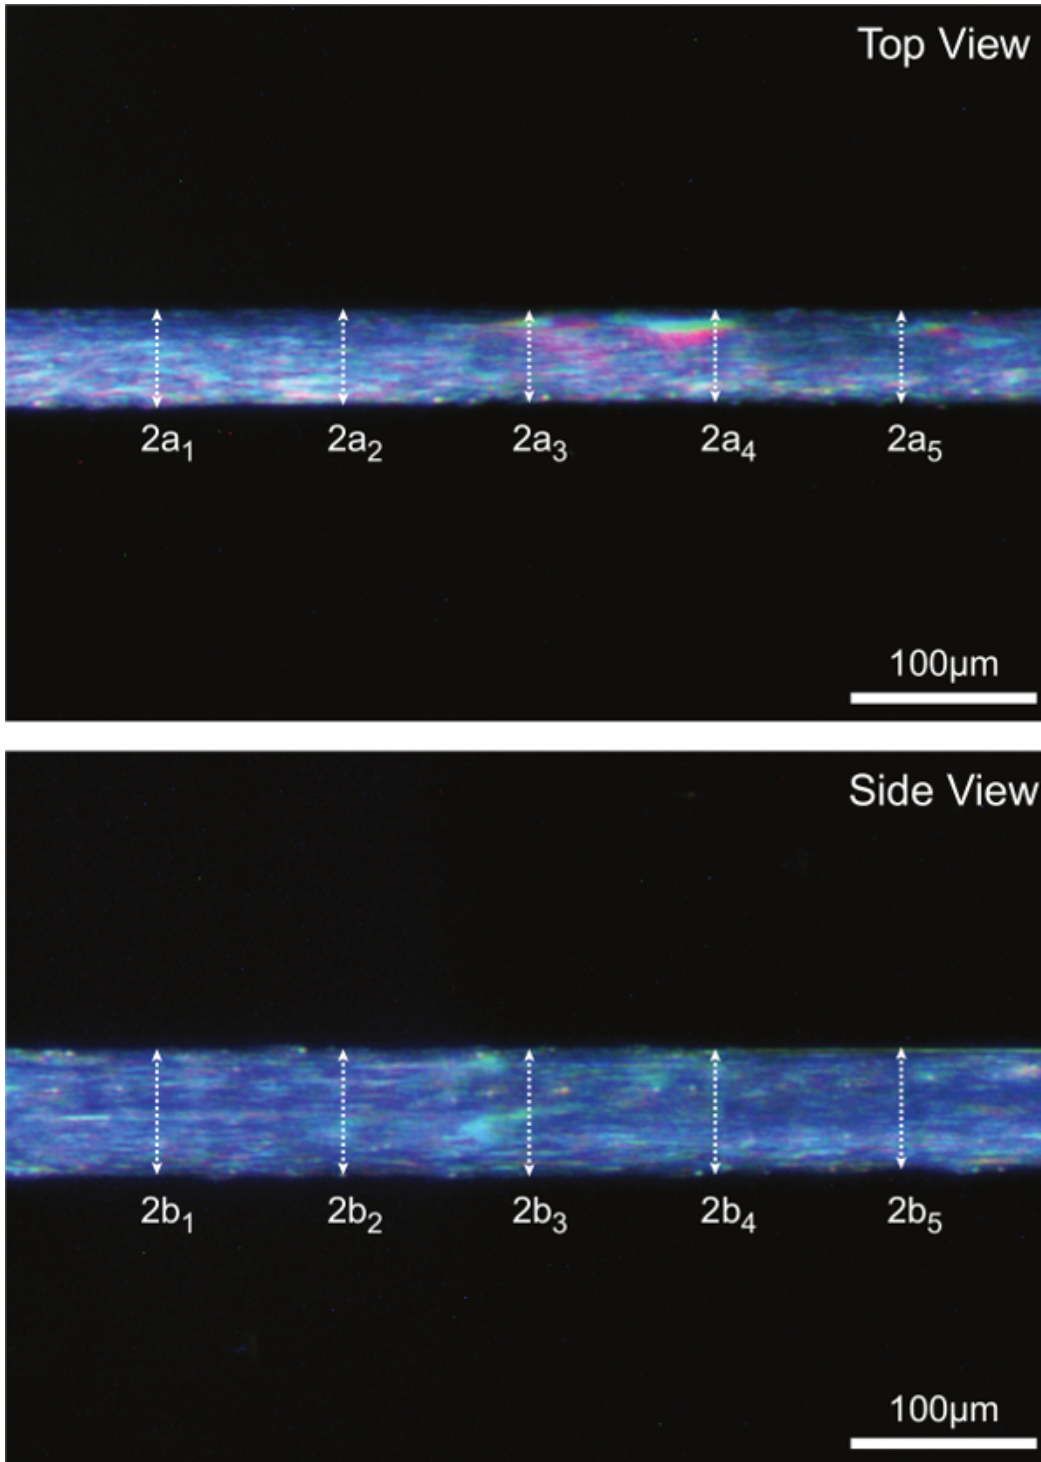 Top View
2a₁ 2a₂ 2a₃ 2a₄ 2a₅
100µm
Side View
2b₁ 2b₂ 2b₃ 2b₄ 2b₅
100µm